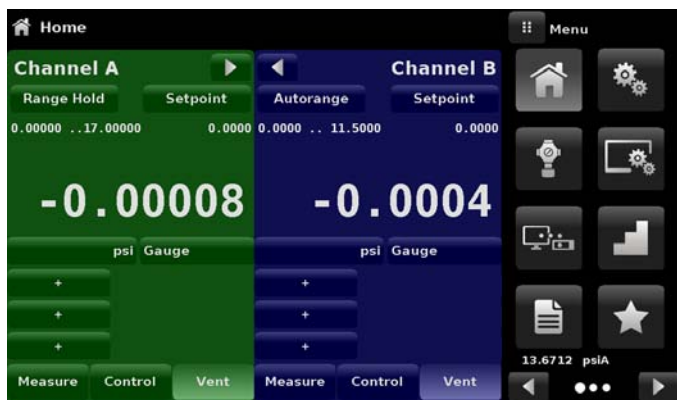 Home
Menu
Channel A
Channel B
Range Hold Setpoint
Autorange Setpoint
0.00000 ..17.00000 0.0000
0.0000 .. 11.5000 0.0000
-0.00008
-0.0004
psi Gauge
psi Gauge
+
+
+
+
+
+
Measure Control Vent
Measure Control Vent
13.6712 psiA